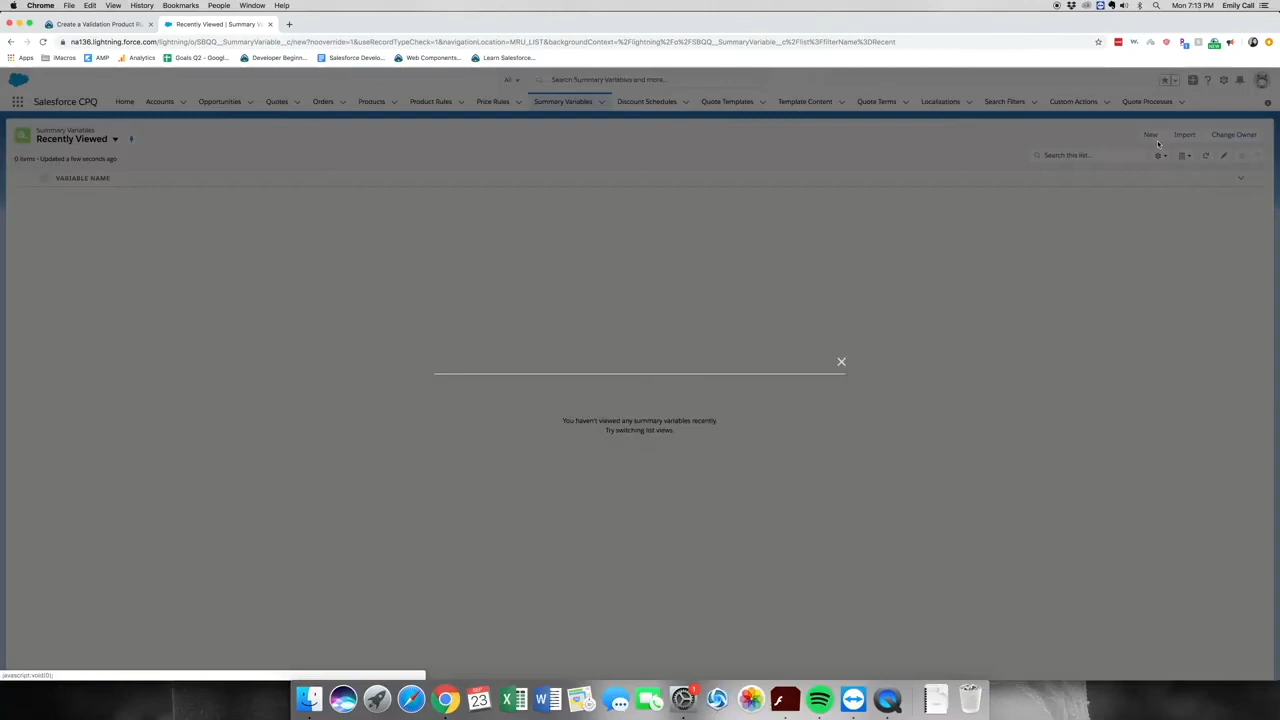 Chrome File Edit View History Bookmarks People Window Help
Mon 7:13 PM Emily Call
Create a Validation Product Ru
Recently Viewed | Summary Va
na136.lightning.force.com/lightning/o/SBQQ__SummaryVariable__c/new?nooverride=1&useRecordTypeCheck=1&navigationLocation=MRU_LIST&backgroundContext=%2Flightning%2Fo%2FSBQQ__SummaryVariable__c%2Flist%3FfilterName%3DRecent
Apps iMacros AMP Analytics Goals Q2 - Googl... Developer Beginn... Salesforce Develo... Web Components... Learn Salesforce...
All Search Summary Variables and more...
Salesforce CPQ Home Accounts Opportunities Quotes Orders Products Product Rules Price Rules Summary Variables Discount Schedules Quote Templates Template Content Quote Terms Localizations Search Filters Custom Actions Quote Processes
Summary Variables
Recently Viewed
New Import Change Owner
0 items • Updated a few seconds ago
Search this list...
VARIABLE NAME
You haven't viewed any summary variables recently.
Try switching list views.
javascript:void(0);